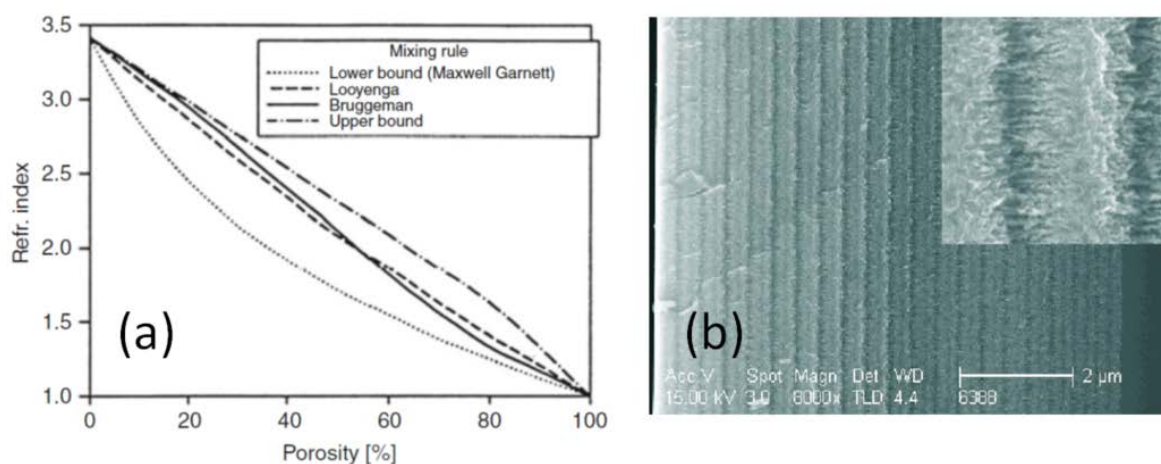 3.5
3.0
2.5
2.0
1.5
1.0
Refr. index
Mixing rule
Lower bound (Maxwell Garnett)
Looyenga
Bruggeman
Upper bound
(a)
0 20 40 60 80 100
Porosity [%]
(b)
Acc.V Spot Magn Det WD
15.00 kV 3.0 8000x TLD 4.4 6388
2 µm